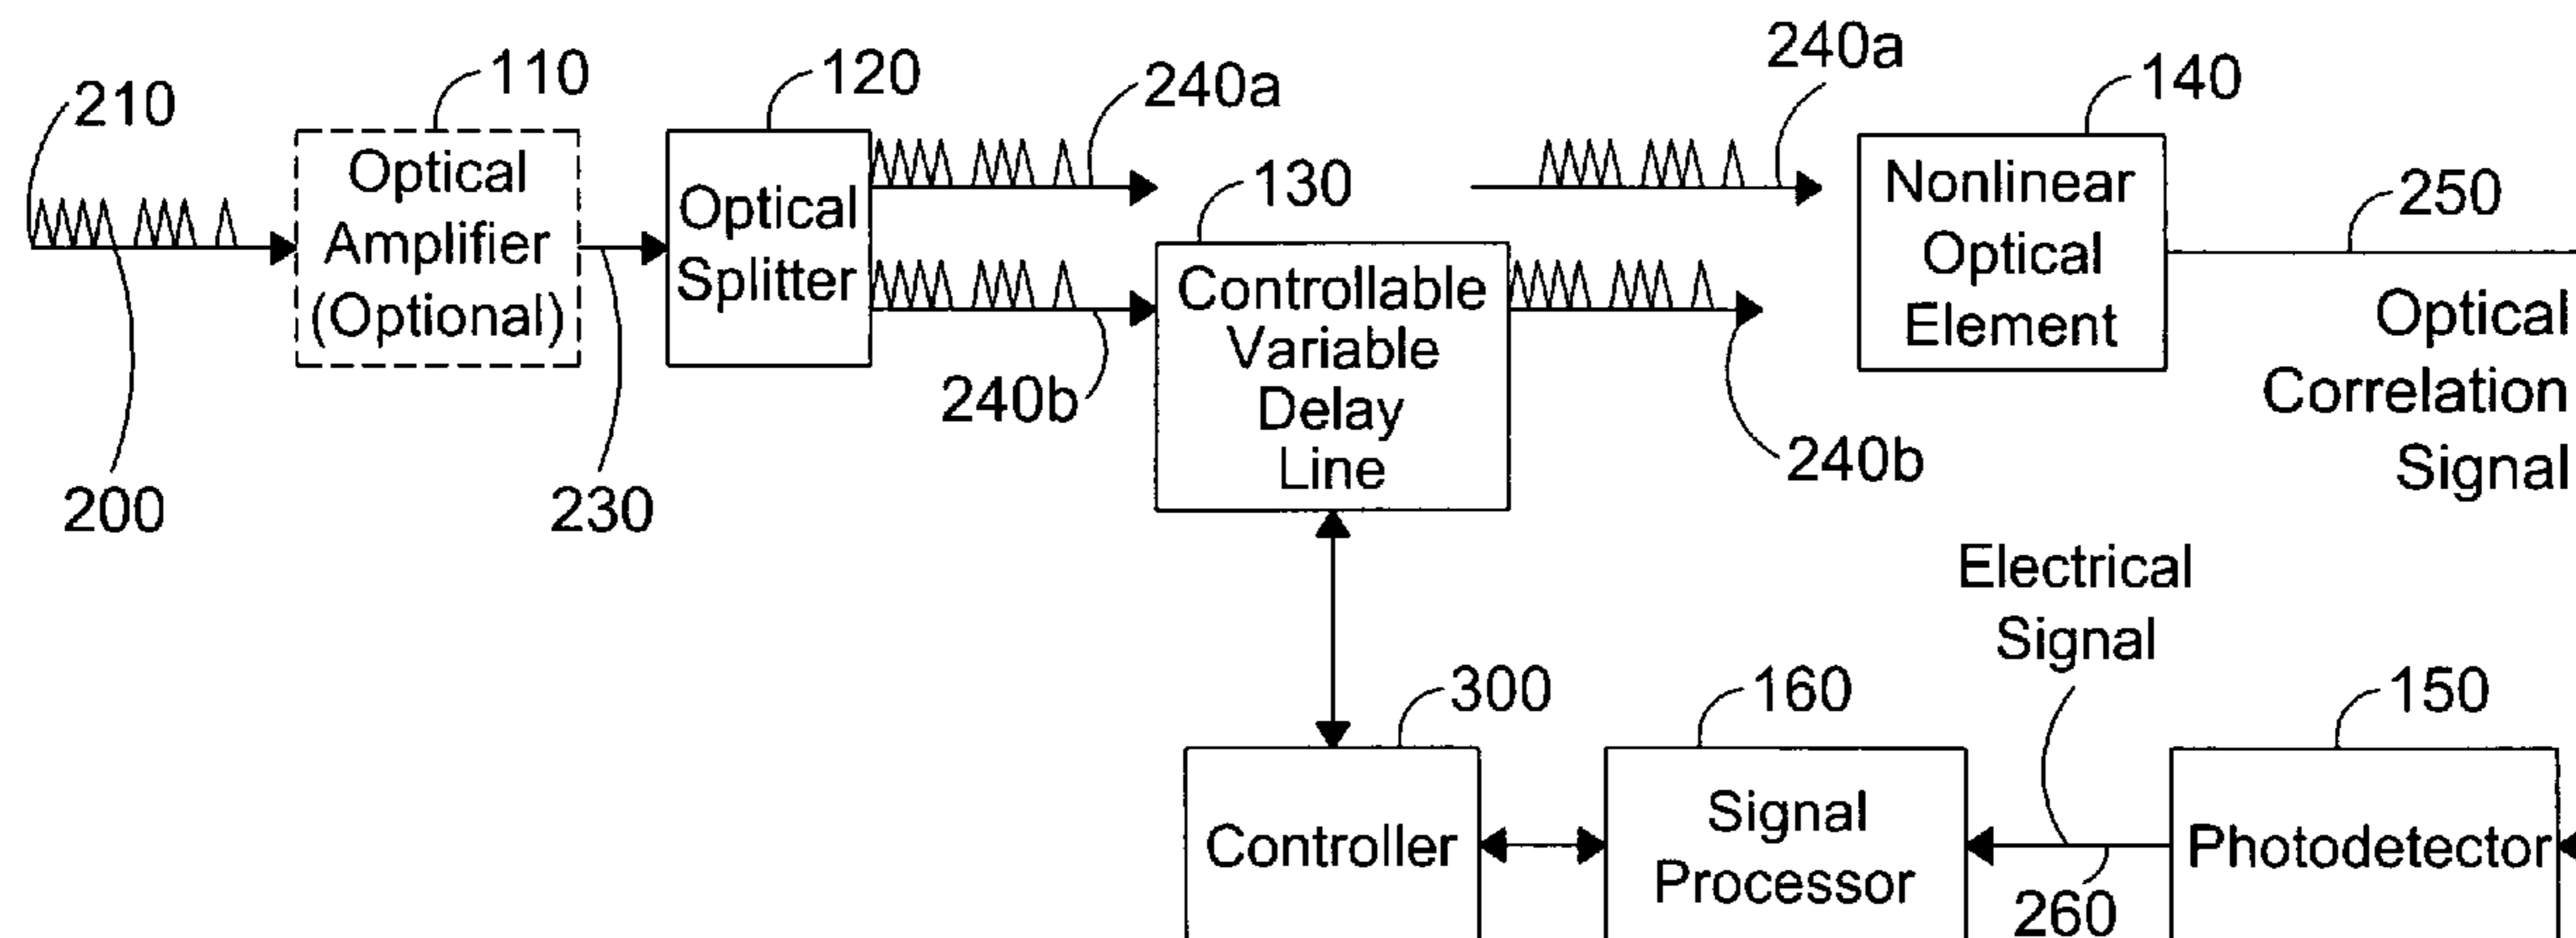 210
110
120
240a
240a
140
Optical
Amplifier
(Optional)
Optical
Splitter
130
Nonlinear
Optical
Element
250
Controllable
Variable
Delay
Line
Optical
Correlation
Signal
200
230
240b
240b
Electrical
Signal
300
160
150
Controller
Signal
Processor
Photodetector
260